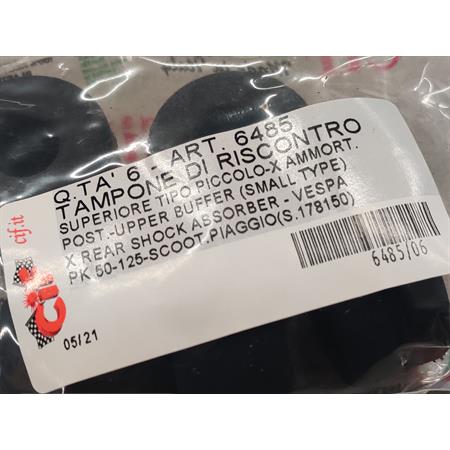 Q.TA' 6 ART. 6485
TAMPONE DI RISCONTRO
SUPERIORE TIPO PICCOLO-X AMMORT.
POST.-UPPER BUFFER (SMALL TYPE)
X REAR SHOCK ABSORBER - VESPA
PK.50-125-SCOOT.PIAGGIO(S.178150)
6485/06
05/21
cif
cif.it